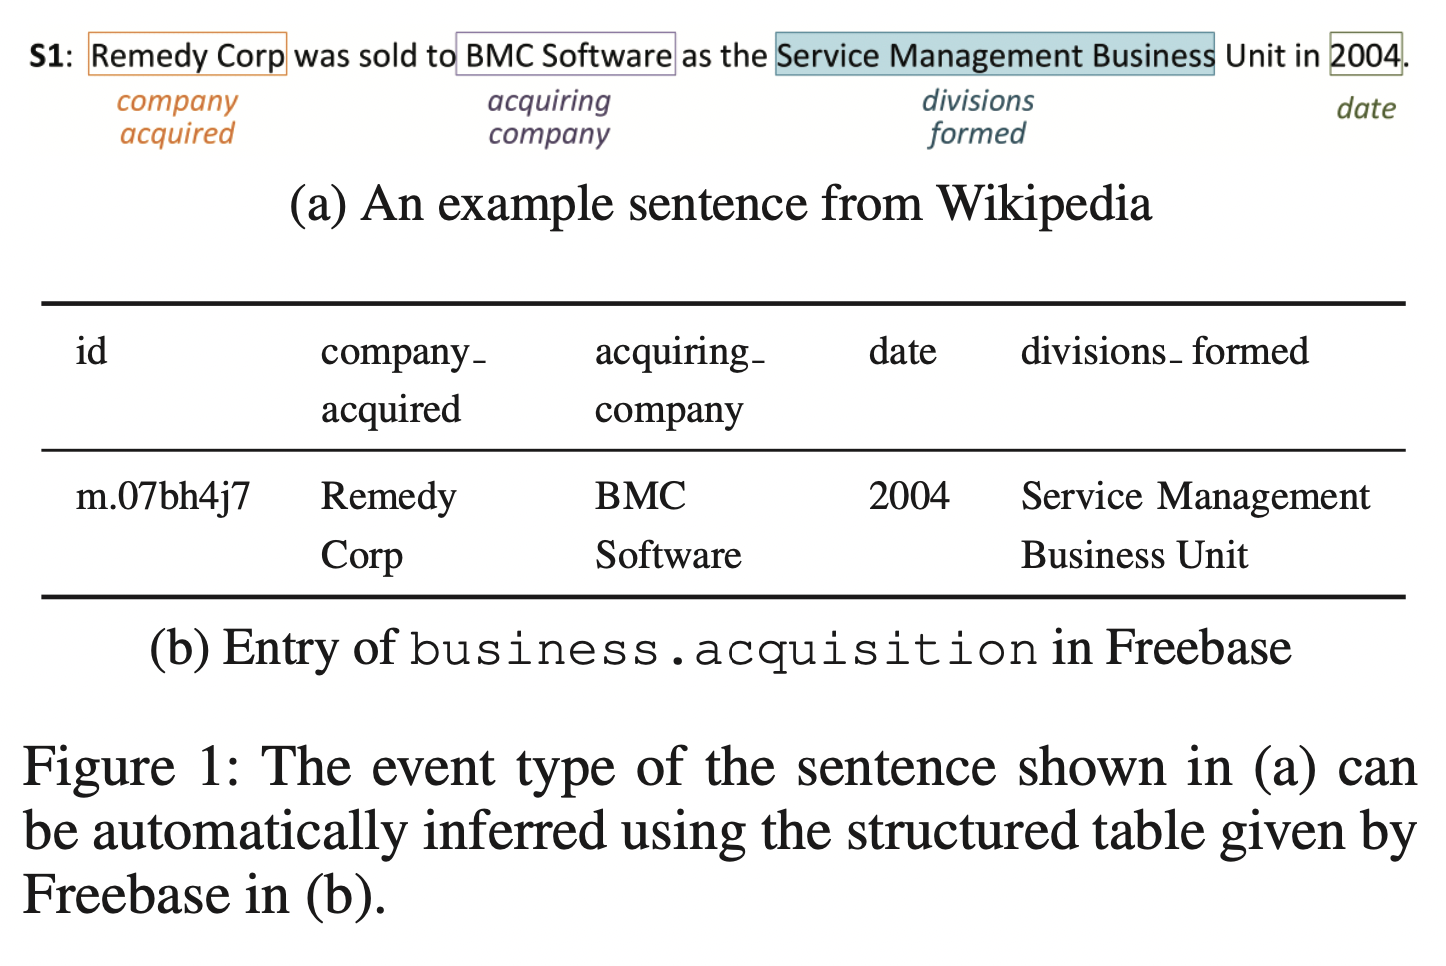 S1: Remedy Corp was sold to BMC Software as the Service Management Business Unit in 2004.
company acquiring divisions date
acquired company formed
(a) An example sentence from Wikipedia
id company_ acquiring_ date divisions_ formed
acquired company
m.07bh4j7 Remedy BMC 2004 Service Management
Corp Software Business Unit
(b) Entry of business.acquisition in Freebase
Figure 1: The event type of the sentence shown in (a) can
be automatically inferred using the structured table given by
Freebase in (b).